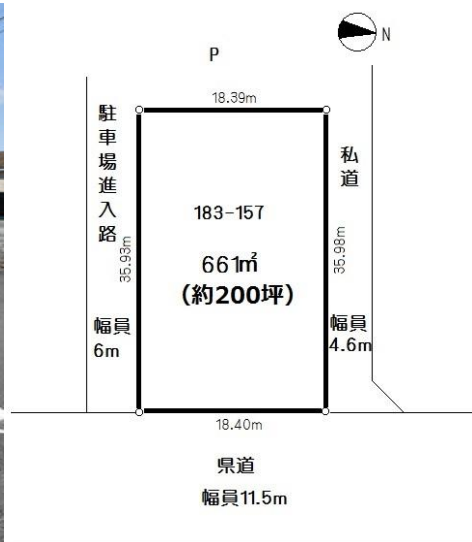 N
P
18.39m
駐車場進入路
私道
183-157
35.93m
35.98m
661㎡
(約200坪)
幅員
6m
幅員
4.6m
18.40m
県道
幅員11.5m